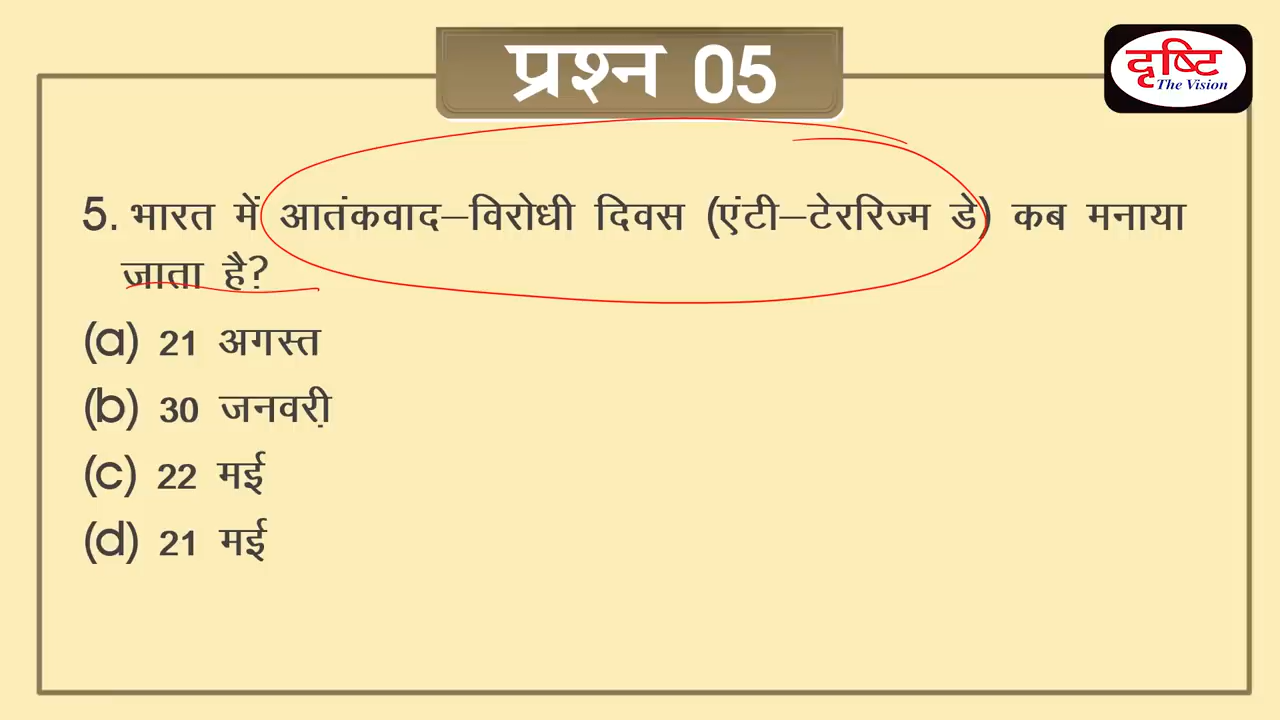 प्रश्न 05
दृष्टि
The Vision
5. भारत में आतंकवाद–विरोधी दिवस (एंटी–टेररिज्म डे) कब मनाया
जाता है?
(a) 21 अगस्त
(b) 30 जनवरी
(c) 22 मई
(d) 21 मई